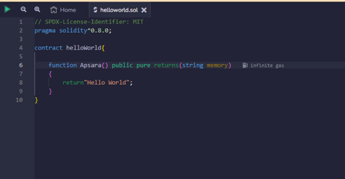 Home
helloworld.sol
1 // SPDX-License-Identifier: MIT
2 pragma solidity^0.8.0;
3
4 contract helloWorld{
5
6 function Apsara() public pure returns(string memory) infinite gas
7 {
8 return"Hello World";
9 }
10 }